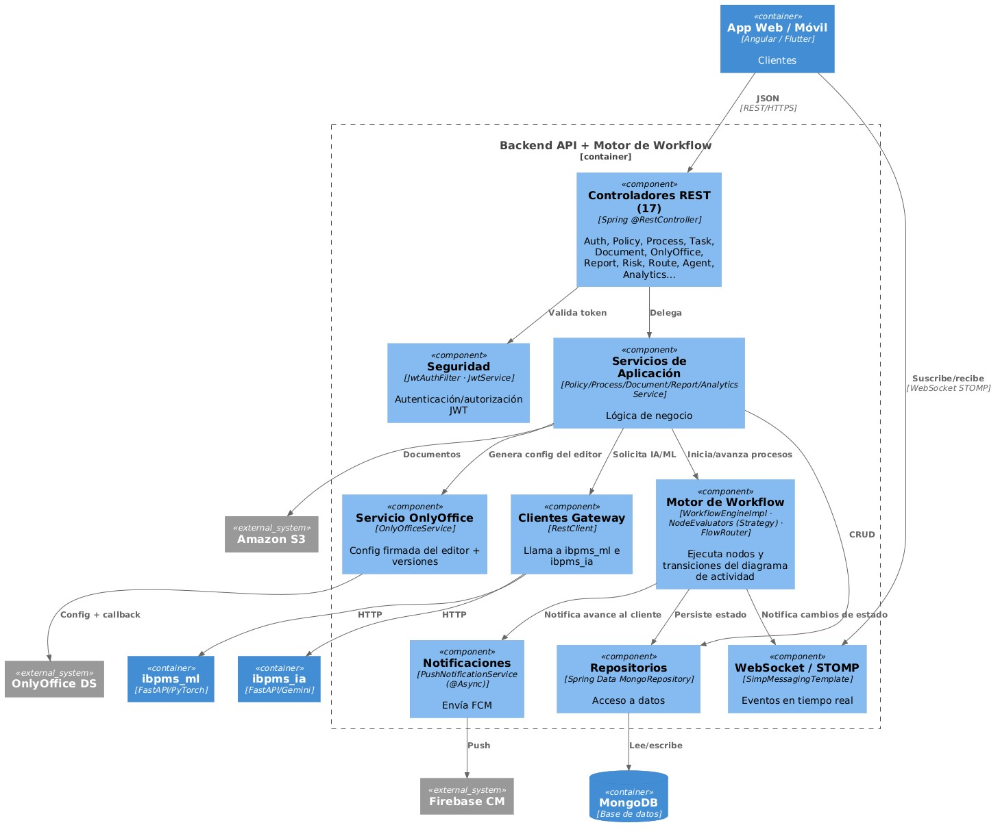 «container»
App Web / Móvil
[Angular / Flutter]
Clientes
JSON
[REST/HTTPS]
Backend API + Motor de Workflow
[container]
«component»
Controladores REST
(17)
[Spring @RestController]
Auth, Policy, Process, Task,
Document, OnlyOffice,
Report, Risk, Route, Agent,
Analytics...
Valida token
Delega
«component»
Seguridad
[JwtAuthFilter · JwtService]
Autenticación/autorización
JWT
«component»
Servicios de
Aplicación
[Policy/Process/Document/Report/Analytics
Service]
Lógica de negocio
Suscribe/recibe
[WebSocket STOMP]
Documentos
Genera config del editor
Solicita IA/ML
Inicia/avanza procesos
«external_system»
Amazon S3
«component»
Servicio OnlyOffice
[OnlyOfficeService]
Config firmada del editor +
versiones
«component»
Clientes Gateway
[RestClient]
Llama a ibpms_ml e
ibpms_ia
«component»
Motor de Workflow
[WorkflowEngineImpl ·
NodeEvaluators (Strategy) ·
FlowRouter]
Ejecuta nodos y
transiciones del diagrama
de actividad
CRUD
Config + callback
HTTP
HTTP
Notifica avance al cliente
Persiste estado
Notifica cambios de estado
«external_system»
OnlyOffice DS
«container»
ibpms_ml
[FastAPI/PyTorch]
«container»
ibpms_ia
[FastAPI/Gemini]
«component»
Notificaciones
[PushNotificationService
(@Async)]
Envía FCM
«component»
Repositorios
[Spring Data MongoRepository]
Acceso a datos
«component»
WebSocket / STOMP
[SimpMessagingTemplate]
Eventos en tiempo real
Push
Lee/escribe
«external_system»
Firebase CM
«container»
MongoDB
[Base de datos]